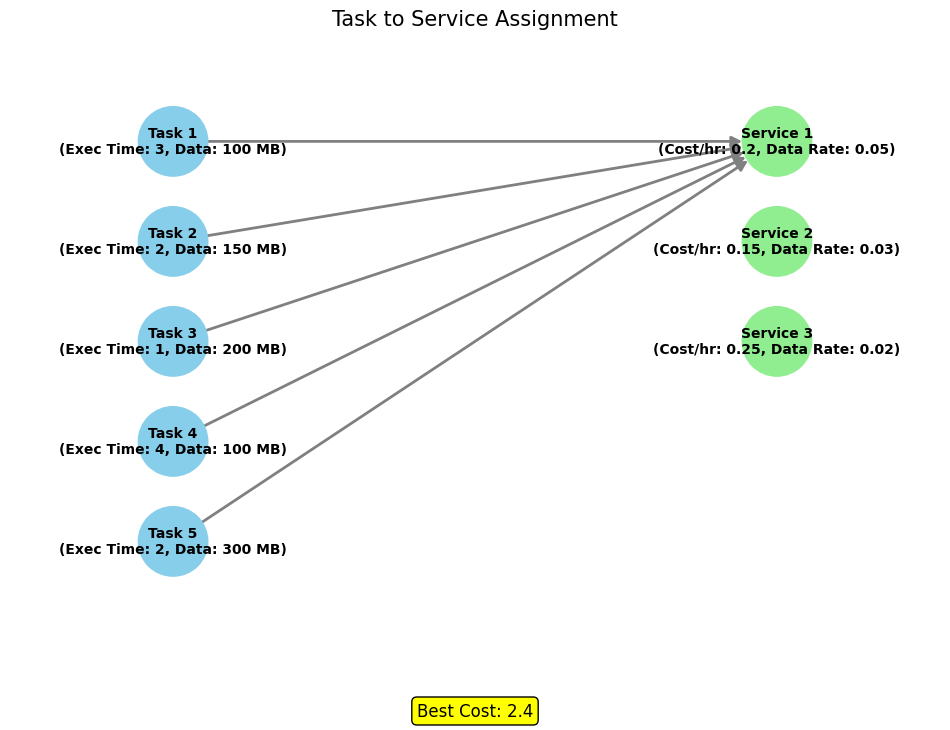 Task to Service Assignment
Task 1
(Exec Time: 3, Data: 100 MB)
Service 1
(Cost/hr: 0.2, Data Rate: 0.05)
Task 2
(Exec Time: 2, Data: 150 MB)
Service 2
(Cost/hr: 0.15, Data Rate: 0.03)
Task 3
(Exec Time: 1, Data: 200 MB)
Service 3
(Cost/hr: 0.25, Data Rate: 0.02)
Task 4
(Exec Time: 4, Data: 100 MB)
Task 5
(Exec Time: 2, Data: 300 MB)
Best Cost: 2.4